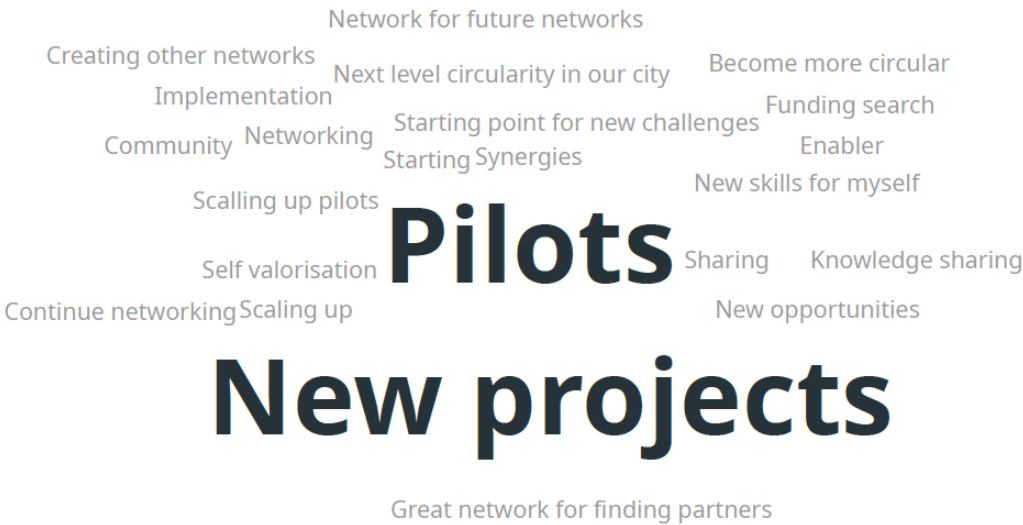 Network for future networks
Creating other networks
Next level circularity in our city
Become more circular
Implementation
Funding search
Starting point for new challenges
Networking
Community
Enabler
Starting
Synergies
New skills for myself
Scalling up pilots
Pilots
Self valorisation
Sharing
Knowledge sharing
Continue networking
Scaling up
New opportunities
New projects
Great network for finding partners